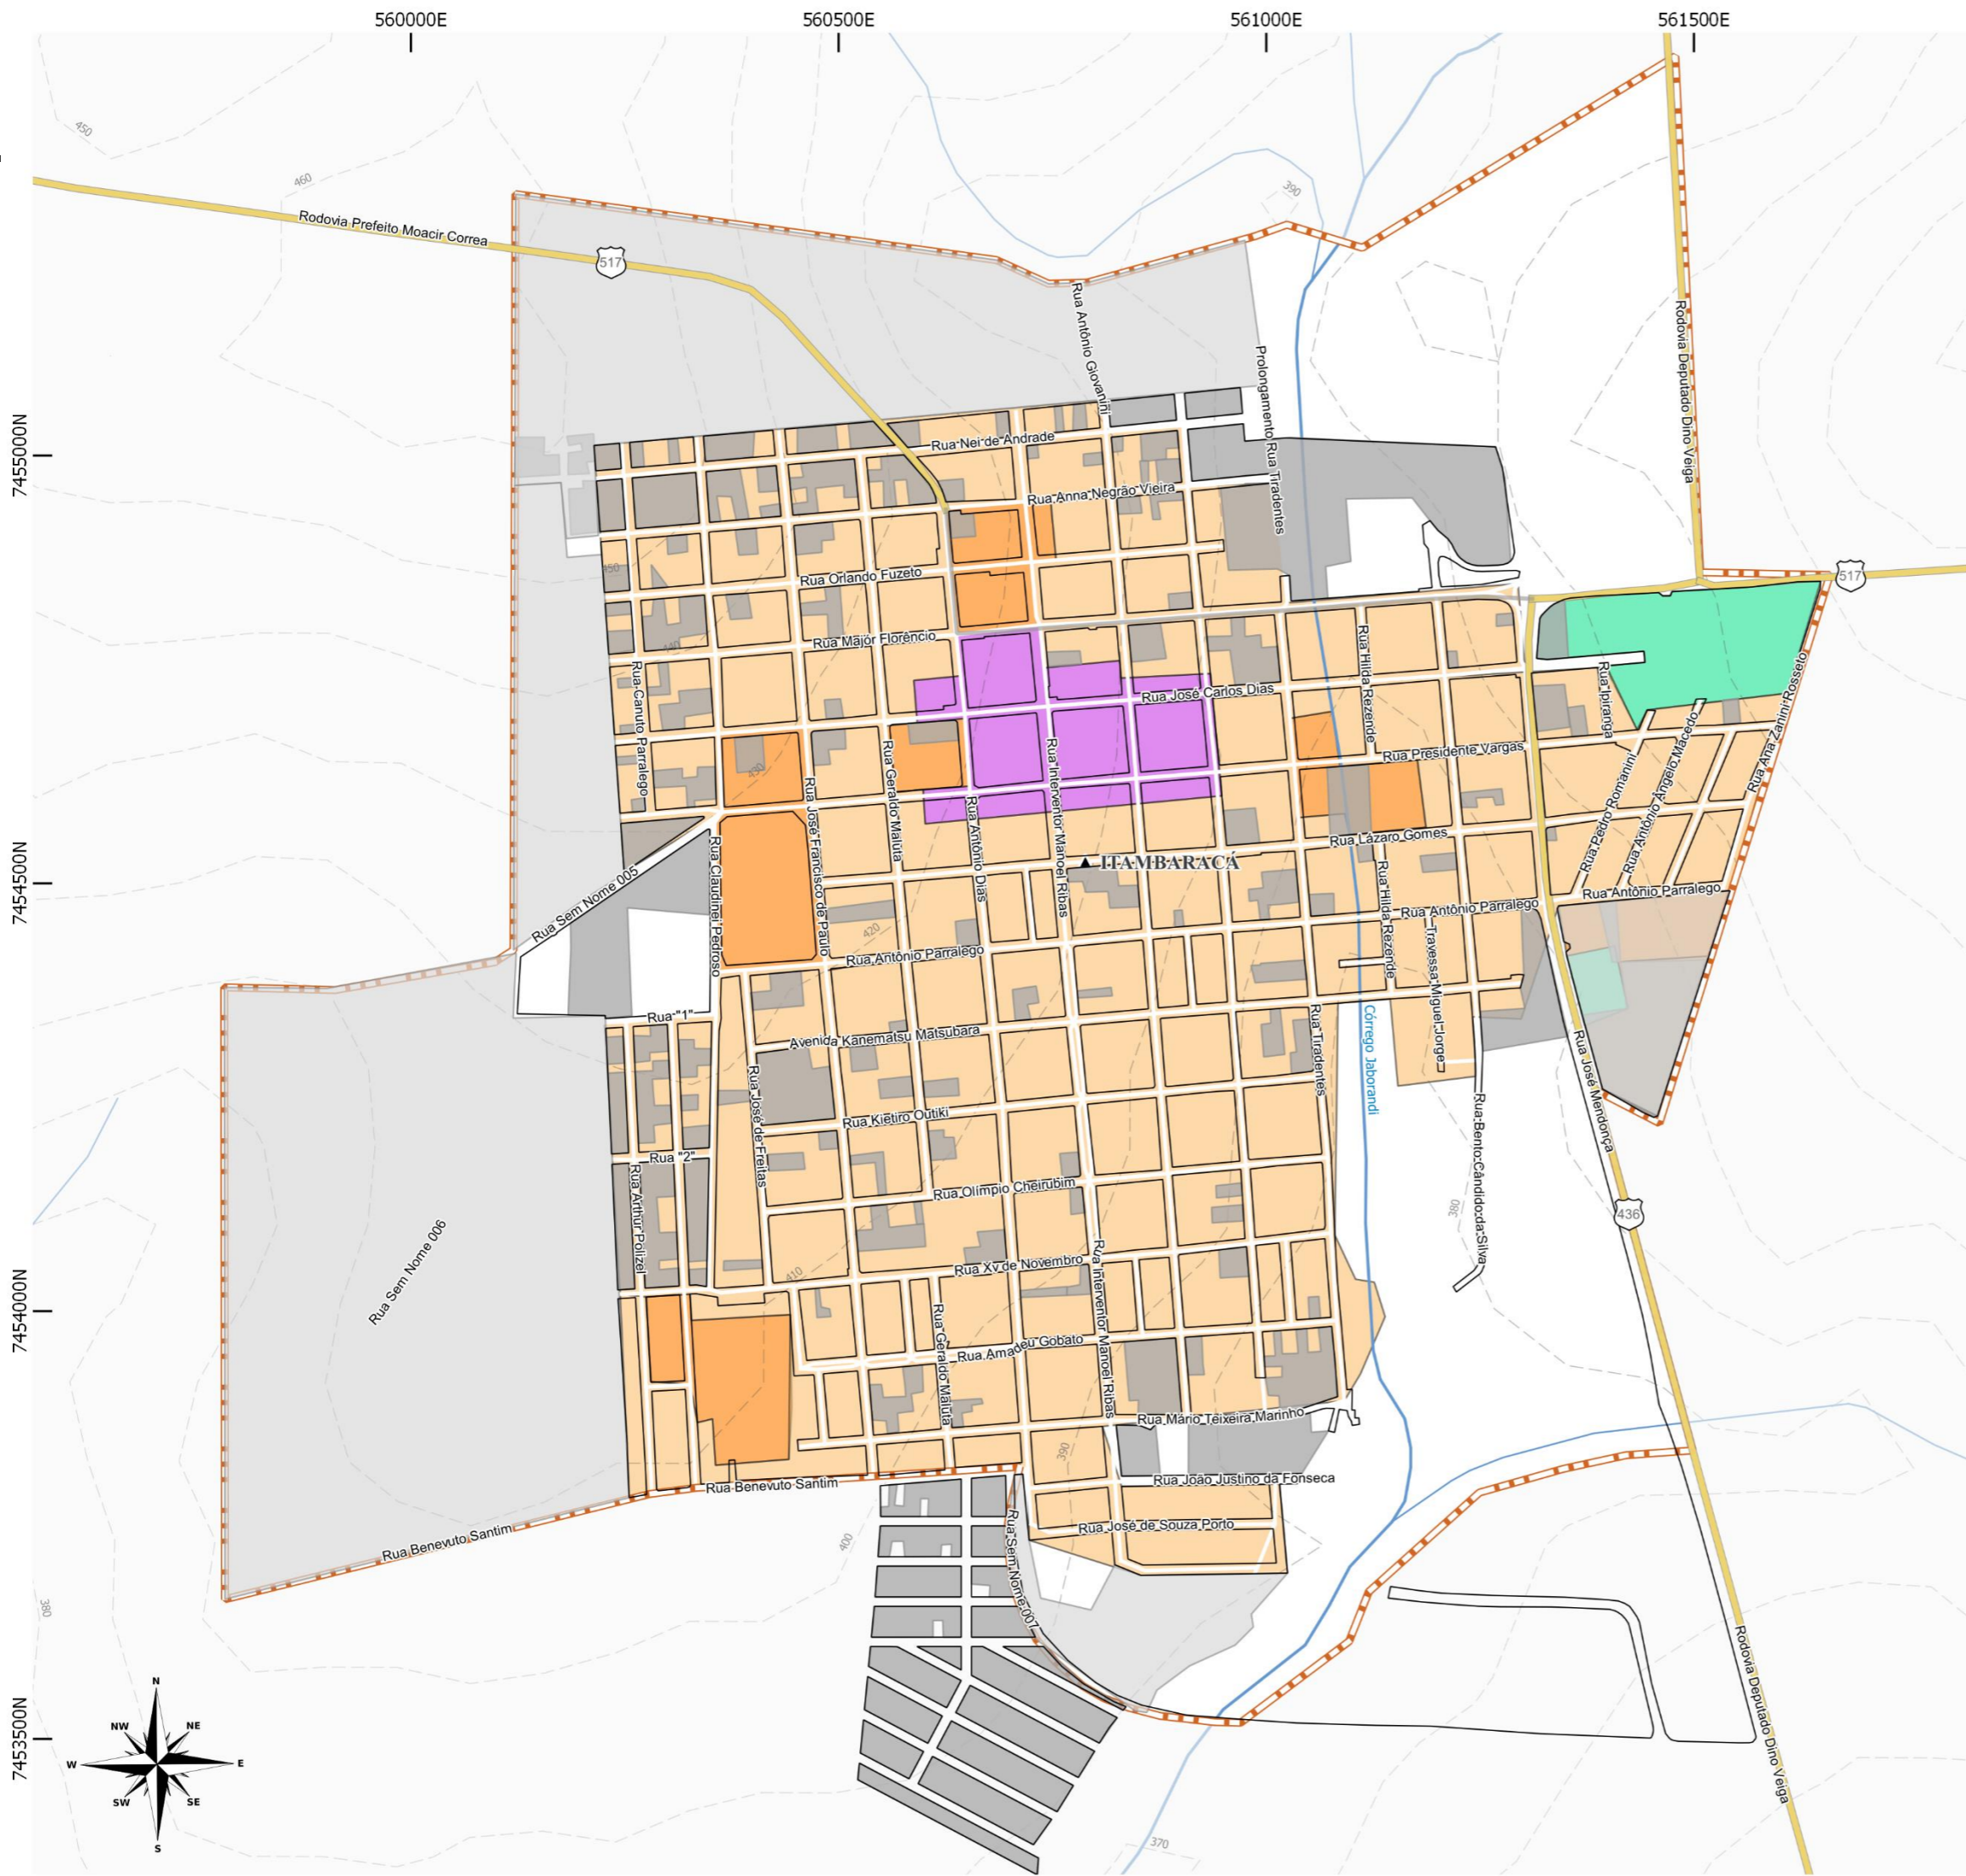 560000E
560500E
561000E
561500E
450
460
390
Rodovia Prefeito Moacir Correa
517
Rua Antônio Giovanini
Rodovia Deputado Dino Veiga
Prolongamento Rua Tiradentes
7455000N
Rua Nei de Andrade
Rua Anna Negrão Vieira
450
Rua Orlando Fuzeto
517
Rua Major Florêncio
440
Rua Canuto Parralego
Rua Hilda Rezende
Rua Ipiranga
Rua Ana Zanini Rosseto
Rua José Carlos Dias
Rua Presidente Vargas
Rua Antônio Ângelo Macedo
Rua Pedro Romanini
430
Rua José Francisco de Paulo
Rua Geraldo Maluta
Rua Antônio Dias
Rua Interventor Manoel Ribas
Rua Lázaro Gomes
7454500N
ITAMBARACÁ
Rua Claudinei Pedroso
Rua Sem Nome 005
Rua Hilda Rezende
Rua Antônio Parralego
Rua Antônio Parralego
420
Rua Antônio Parralego
Travessa Miguel Jorge
Rua "1"
Avenida Kanematsu Matsubara
Rua Tiradentes
Córrego Jaborandi
Rua José Mendonça
Rua José de Freitas
Rua Kietiro Outiki
Rua Bento Cândido da Silva
Rua "2"
Rua Arthur Polizel
Rua Olímpio Cheirubim
380
436
Rua Sem Nome 006
410
Rua Xv de Novembro
Rua Interventor Manoel Ribas
7454000N
Rua Geraldo Maluta
Rua Amadeu Gobato
Rua Mário Teixeira Marinho
390
Rua Benevuto Santim
Rua João Justino da Fonseca
Rua Benevuto Santim
400
Rua Sem Nome 007
Rua José de Souza Porto
380
Rodovia Deputado Dino Veiga
7453500N
N
NW
NE
W
E
SW
SE
S
370